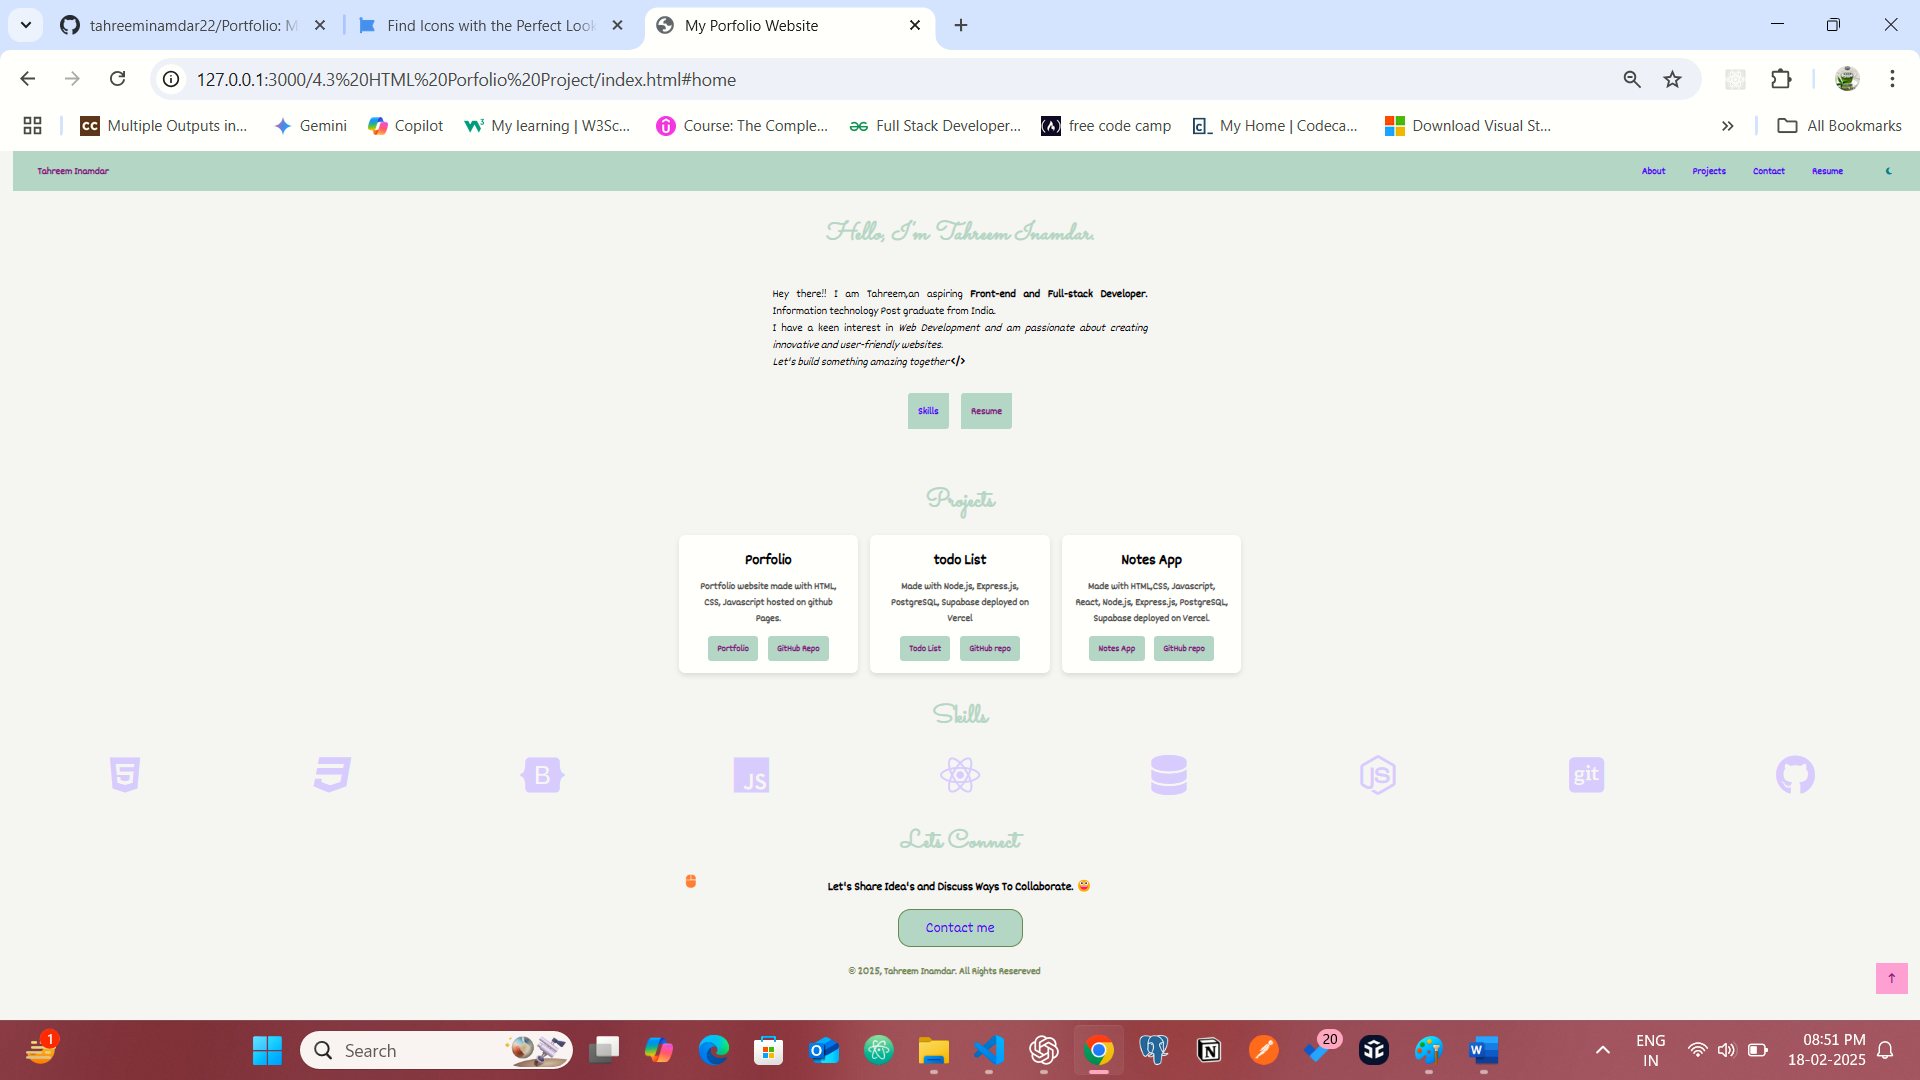 tahreeminamdar22/Portfolio: M
Find Icons with the Perfect Look
My Porfolio Website
127.0.0.1:3000/4.3%20HTML%20Porfolio%20Project/index.html#home
CC Multiple Outputs in...
Gemini
Copilot
My learning | W3Sc...
Course: The Comple...
Full Stack Developer...
free code camp
My Home | Codeca...
Download Visual St...
All Bookmarks
Tahreem Inamdar
About
Projects
Contact
Resume
Hello, I'm Tahreem Inamdar.
Hey there!! I am Tahreem,an aspiring Front-end and Full-stack Developer.
Information technology Post graduate from India.
I have a keen interest in Web Development and am passionate about creating
innovative and user-friendly websites.
Let's build something amazing together</>
Skills
Resume
Projects
Porfolio
Portfolio website made with HTML,
CSS, Javascript hosted on github
Pages.
Portfolio
GitHub Repo
todo List
Made with Node.js, Express.js,
PostgreSQL, Supabase deployed on
Vercel
Todo List
GitHub repo
Notes App
Made with HTML,CSS, Javascript,
React, Node.js, Express.js, PostgreSQL,
Supabase deployed on Vercel.
Notes App
GitHub repo
Skills
5
B
JS
JS
git
Lets Connect
Let's Share Idea's and Discuss Ways To Collaborate. 😀
Contact me
© 2025, Tahreem Inamdar. All Rights Resereved
↑
1
Search
20
ENG
IN
08:51 PM
18-02-2025